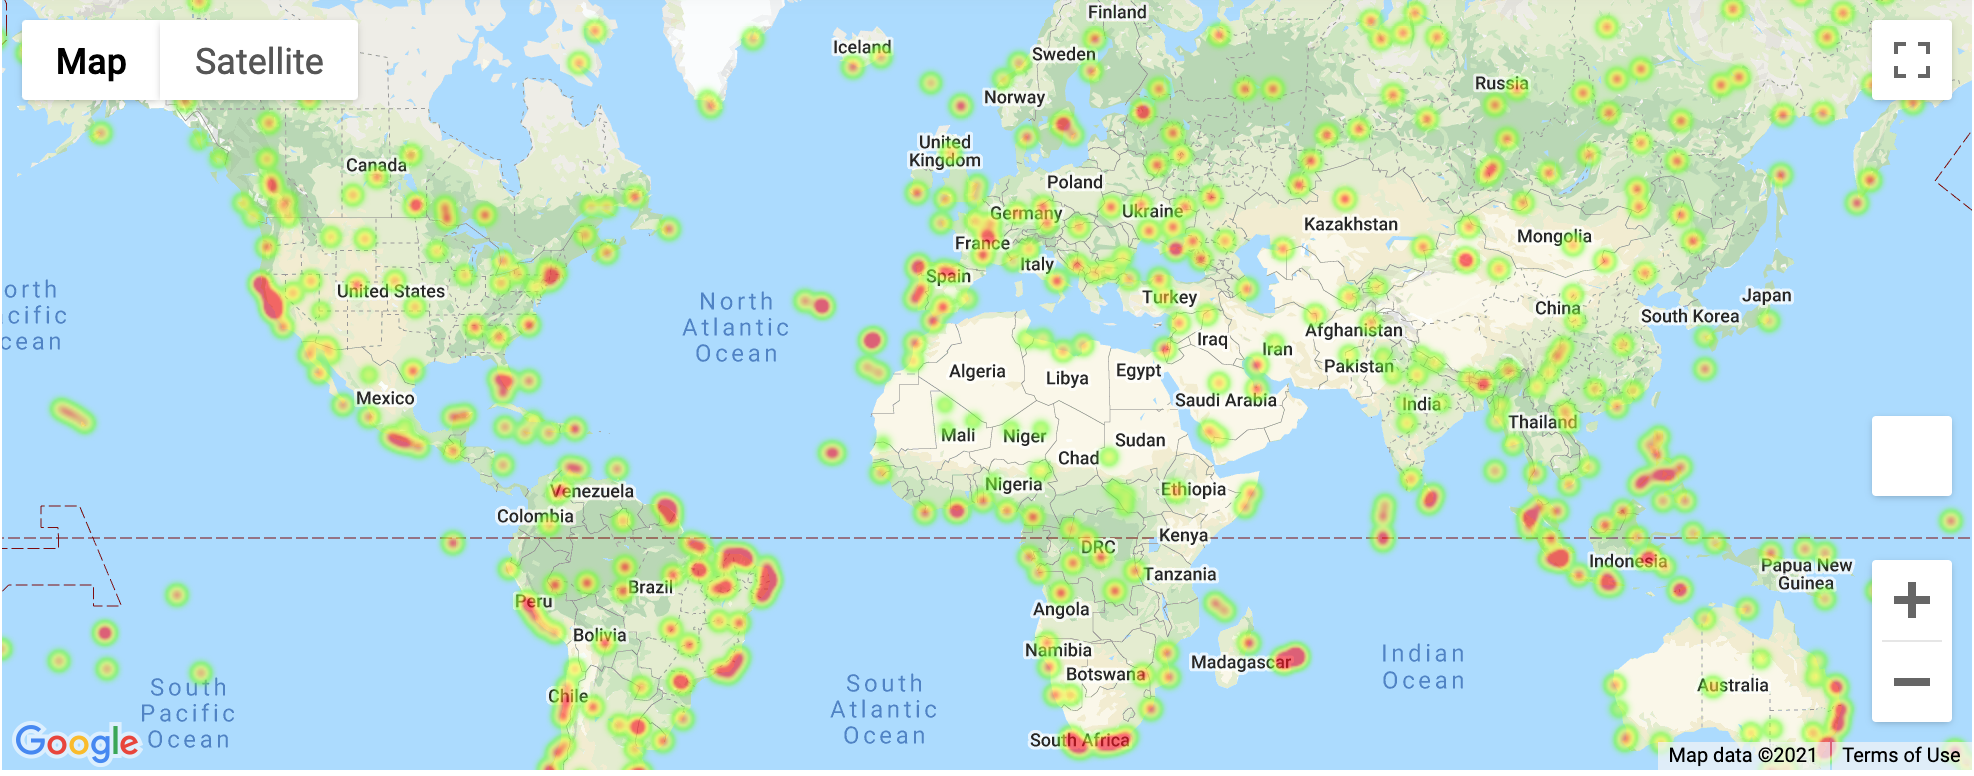 Map
Satellite
Finland
Iceland
Sweden
Russia
Norway
United
Kingdom
Canada
Poland
Germany
Ukraine
Kazakhstan
Mongolia
France
Italy
Spain
United States
North
Atlantic
Ocean
orth
cific
cean
Turkey
Japan
China
South Korea
Afghanistan
Iraq
Iran
Algeria
Libya
Egypt
Pakistan
Mexico
Saudi Arabia
India
Thailand
Mali
Niger
Sudan
Chad
Nigeria
Ethiopia
Venezuela
Colombia
Kenya
DRC
Indonesia
Papua New
Guinea
Tanzania
Brazil
Peru
Angola
Bolivia
Namibia
Madagascar
Botswana
Indian
Ocean
Chile
Australia
South
Pacific
Ocean
South
Atlantic
Ocean
South Africa
Google
Map data ©2021
Terms of Use